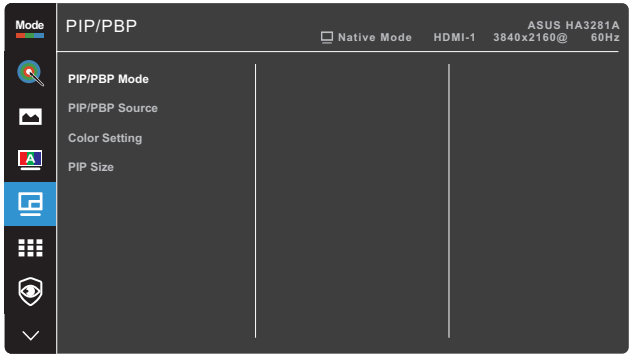 Mode
PIP/PBP
ASUS HA3281A
Native Mode HDMI-1 3840x2160@ 60Hz
PIP/PBP Mode
PIP/PBP Source
Color Setting
PIP Size
A